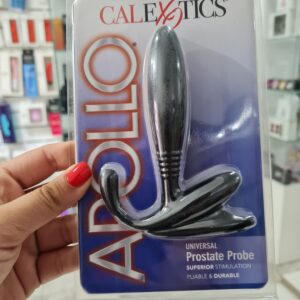 CALEXOTICS
APOLLO
UNIVERSAL
Prostate Probe
SUPERIOR STIMULATION
PLIABLE & DURABLE